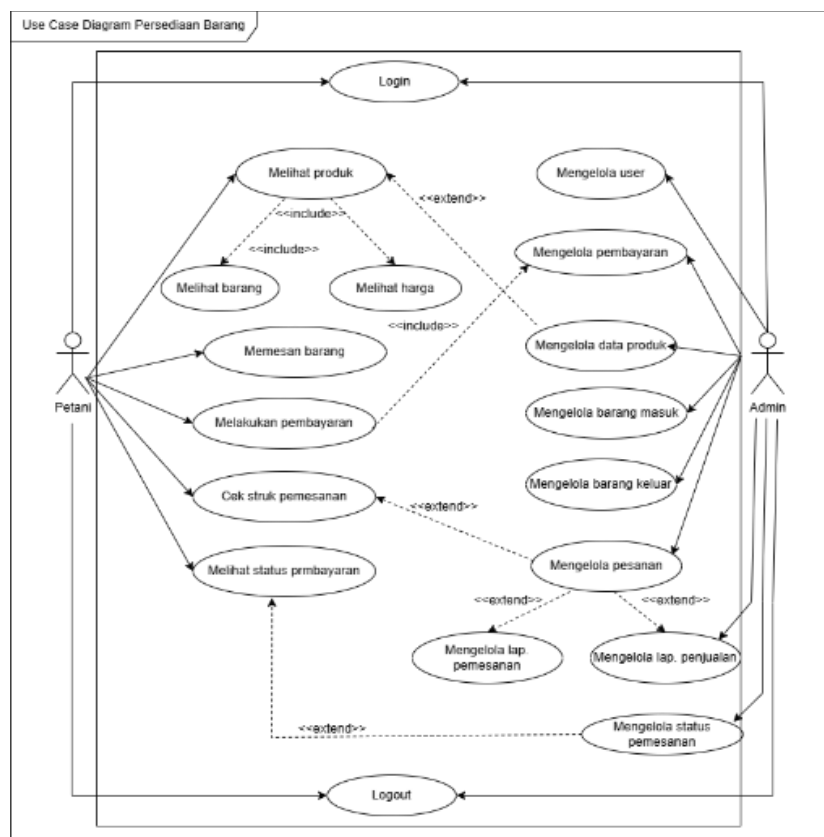 Use Case Diagram Persediaan Barang
Login
Melihat produk
Mengelola user
<<extend>>
<<include>>
<<include>>
Mengelola pembayaran
Melihat barang
Melihat harga
<<include>>
Memesan barang
Mengelola data produk
Petani
Admin
Melakukan pembayaran
Mengelola barang masuk
Cek struk pemesanan
Mengelola barang keluar
<<extend>>
Melihat status prmbayaran
Mengelola pesanan
<<extend>>
<<extend>>
Mengelola lap.
pemesanan
Mengelola lap. penjualan
<<extend>>
Mengelola status
pemesanan
Logout